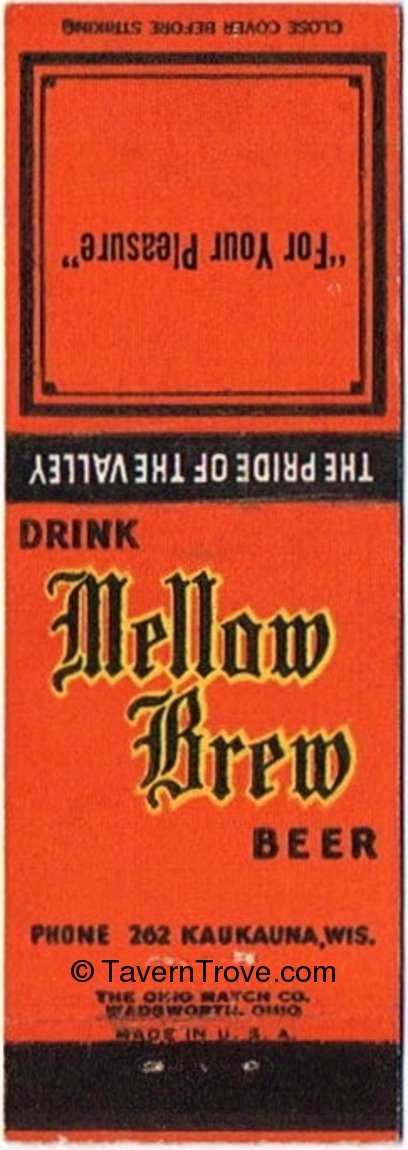 CLOSE COVER BEFORE STRIKING
"For Your Pleasure"
THE PRIDE OF THE VALLEY
DRINK
Mellow
Brew
BEER
PHONE 262 KAUKAUNA, WIS.
© TavernTrove.com
THE OHIO MATCH CO.
WADSWORTH, OHIO
MADE IN U. S. A.